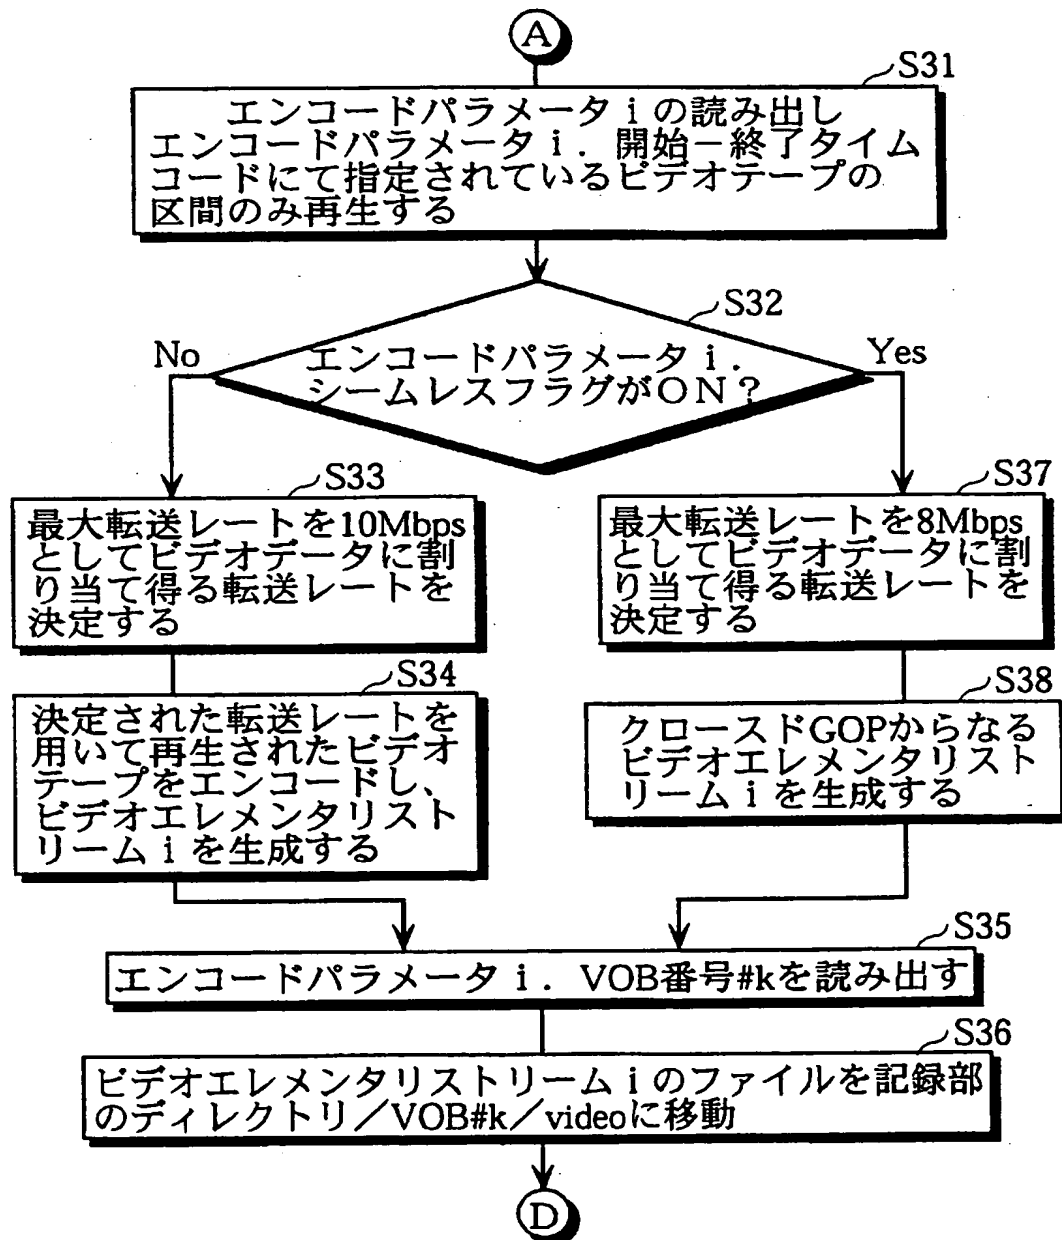 A
S31
エンコードパラメータｉの読み出し
エンコードパラメータｉ．開始－終了タイム
コードにて指定されているビデオテープの
区間のみ再生する
S32
No
エンコードパラメータｉ．
シームレスフラグがＯＮ？
Yes
S33
最大転送レートを10Mbps
としてビデオデータに割
り当て得る転送レートを
決定する
S37
最大転送レートを8Mbps
としてビデオデータに割
り当て得る転送レートを
決定する
S34
決定された転送レートを
用いて再生されたビデオ
テープをエンコードし、
ビデオエレメンタリスト
リームｉを生成する
S38
クロースドGOPからなる
ビデオエレメンタリスト
リームｉを生成する
S35
エンコードパラメータｉ．VOB番号#kを読み出す
S36
ビデオエレメンタリストリームｉのファイルを記録部
のディレクトリ／VOB#k／videoに移動
D